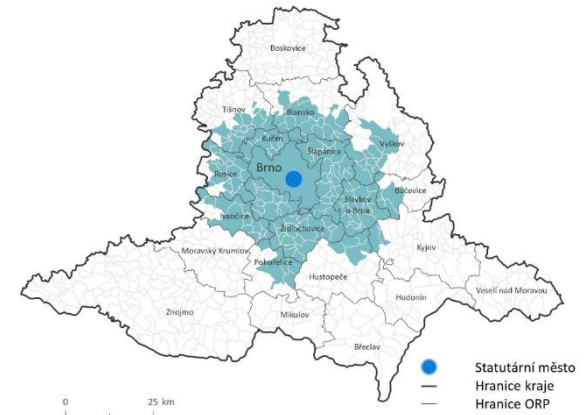 Boskovice
Tišnov
Blansko
Kuřim
Šlapanice
Vyškov
Brno
Rosice
Bučovice
Slavkov
u Brna
Ivančice
Židlochovice
Kyjov
Moravský Krumlov
Pohořelice
Hustopeče
Veselí nad Moravou
Hodonín
Znojmo
Mikulov
Břeclav
Statutární město
Hranice kraje
Hranice ORP
0 25 km